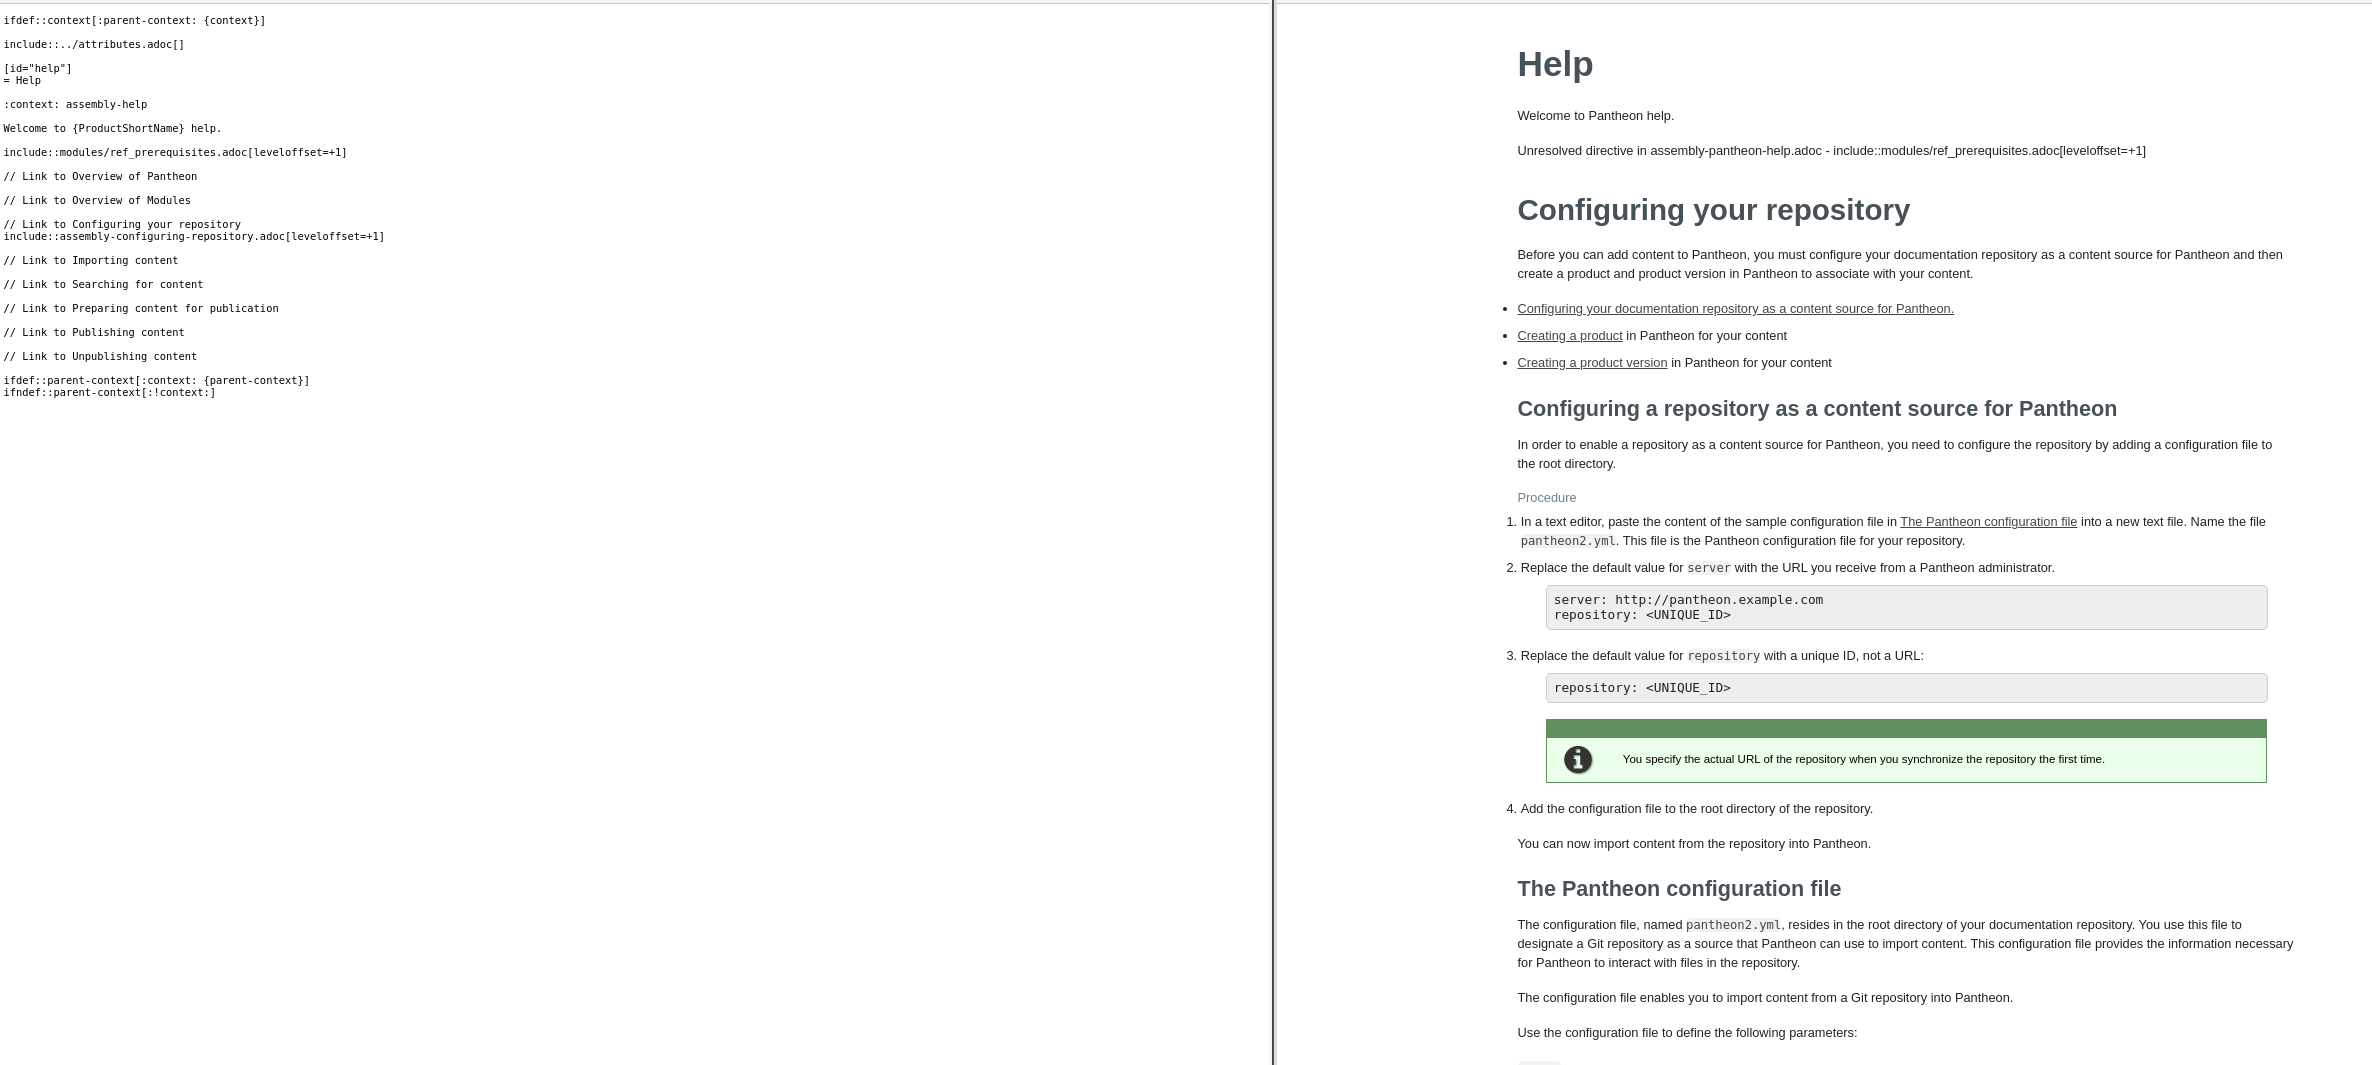 ifdef::context[:parent-context: {context}]
include::../attributes.adoc[]
[id="help"]
= Help
:context: assembly-help
Welcome to {ProductShortName} help.
include::modules/ref_prerequisites.adoc[leveloffset=+1]
// Link to Overview of Pantheon
// Link to Overview of Modules
// Link to Configuring your repository
include::assembly-configuring-repository.adoc[leveloffset=+1]
// Link to Importing content
// Link to Searching for content
// Link to Preparing content for publication
// Link to Publishing content
// Link to Unpublishing content
ifdef::parent-context[:context: {parent-context}]
ifndef::parent-context[:!context:]
Help
Welcome to Pantheon help.
Unresolved directive in assembly-pantheon-help.adoc - include::modules/ref_prerequisites.adoc[leveloffset=+1]
Configuring your repository
Before you can add content to Pantheon, you must configure your documentation repository as a content source for Pantheon and then
create a product and product version in Pantheon to associate with your content.
• Configuring your documentation repository as a content source for Pantheon.
• Creating a product in Pantheon for your content
• Creating a product version in Pantheon for your content
Configuring a repository as a content source for Pantheon
In order to enable a repository as a content source for Pantheon, you need to configure the repository by adding a configuration file to
the root directory.
Procedure
1. In a text editor, paste the content of the sample configuration file in The Pantheon configuration file into a new text file. Name the file
pantheon2.yml. This file is the Pantheon configuration file for your repository.
2. Replace the default value for server with the URL you receive from a Pantheon administrator.
server: http://pantheon.example.com
repository: <UNIQUE_ID>
3. Replace the default value for repository with a unique ID, not a URL:
repository: <UNIQUE_ID>
You specify the actual URL of the repository when you synchronize the repository the first time.
4. Add the configuration file to the root directory of the repository.
You can now import content from the repository into Pantheon.
The Pantheon configuration file
The configuration file, named pantheon2.yml, resides in the root directory of your documentation repository. You use this file to
designate a Git repository as a source that Pantheon can use to import content. This configuration file provides the information necessary
for Pantheon to interact with files in the repository.
The configuration file enables you to import content from a Git repository into Pantheon.
Use the configuration file to define the following parameters: